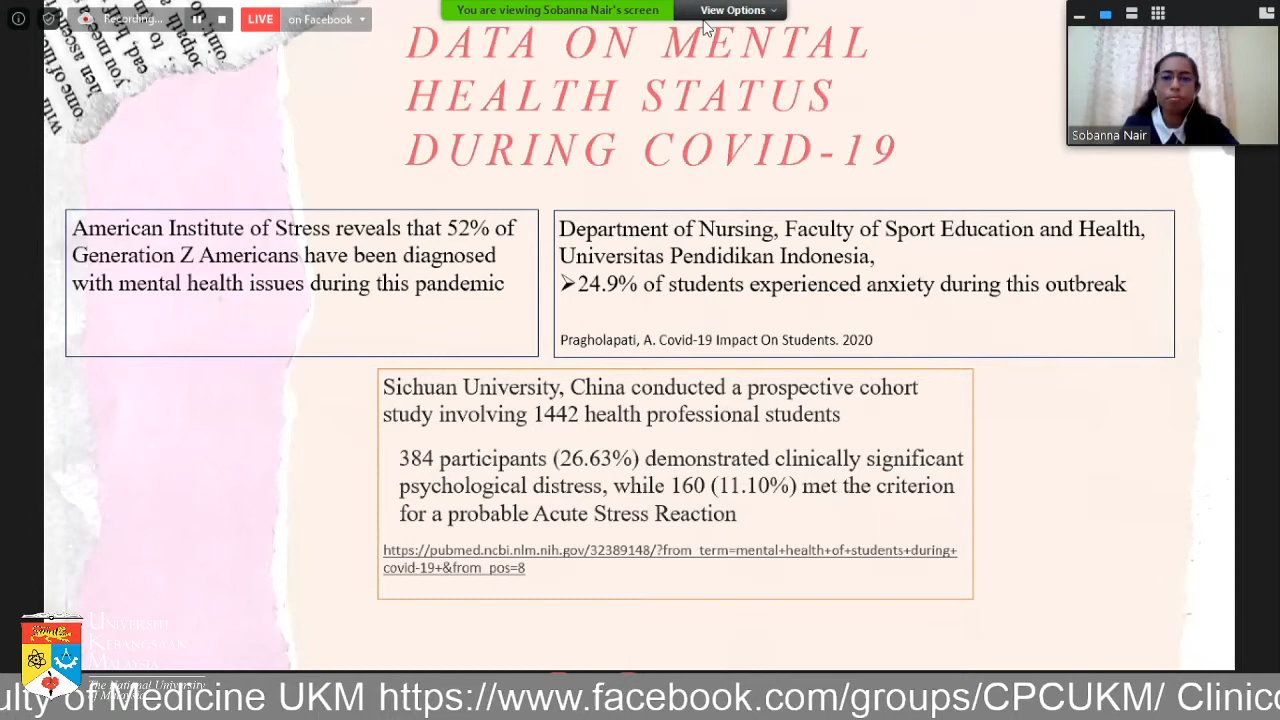 Recording...
LIVE on Facebook
You are viewing Sobanna Nair's screen
View Options
DATA ON MENTAL
HEALTH STATUS
DURING COVID-19
Sobanna Nair
American Institute of Stress reveals that 52% of
Generation Z Americans have been diagnosed
with mental health issues during this pandemic
Department of Nursing, Faculty of Sport Education and Health,
Universitas Pendidikan Indonesia,
➢24.9% of students experienced anxiety during this outbreak
Pragholapati, A. Covid-19 Impact On Students. 2020
Sichuan University, China conducted a prospective cohort
study involving 1442 health professional students
384 participants (26.63%) demonstrated clinically significant
psychological distress, while 160 (11.10%) met the criterion
for a probable Acute Stress Reaction
https://pubmed.ncbi.nlm.nih.gov/32389148/?from_term=mental+health+of+students+during+
covid-19+&from_pos=8
UNIVERSITI
KEBANGSAAN
MALAYSIA
The National University
of Malaysia
culty of Medicine UKM https://www.facebook.com/groups/CPCUKM/ Clinic